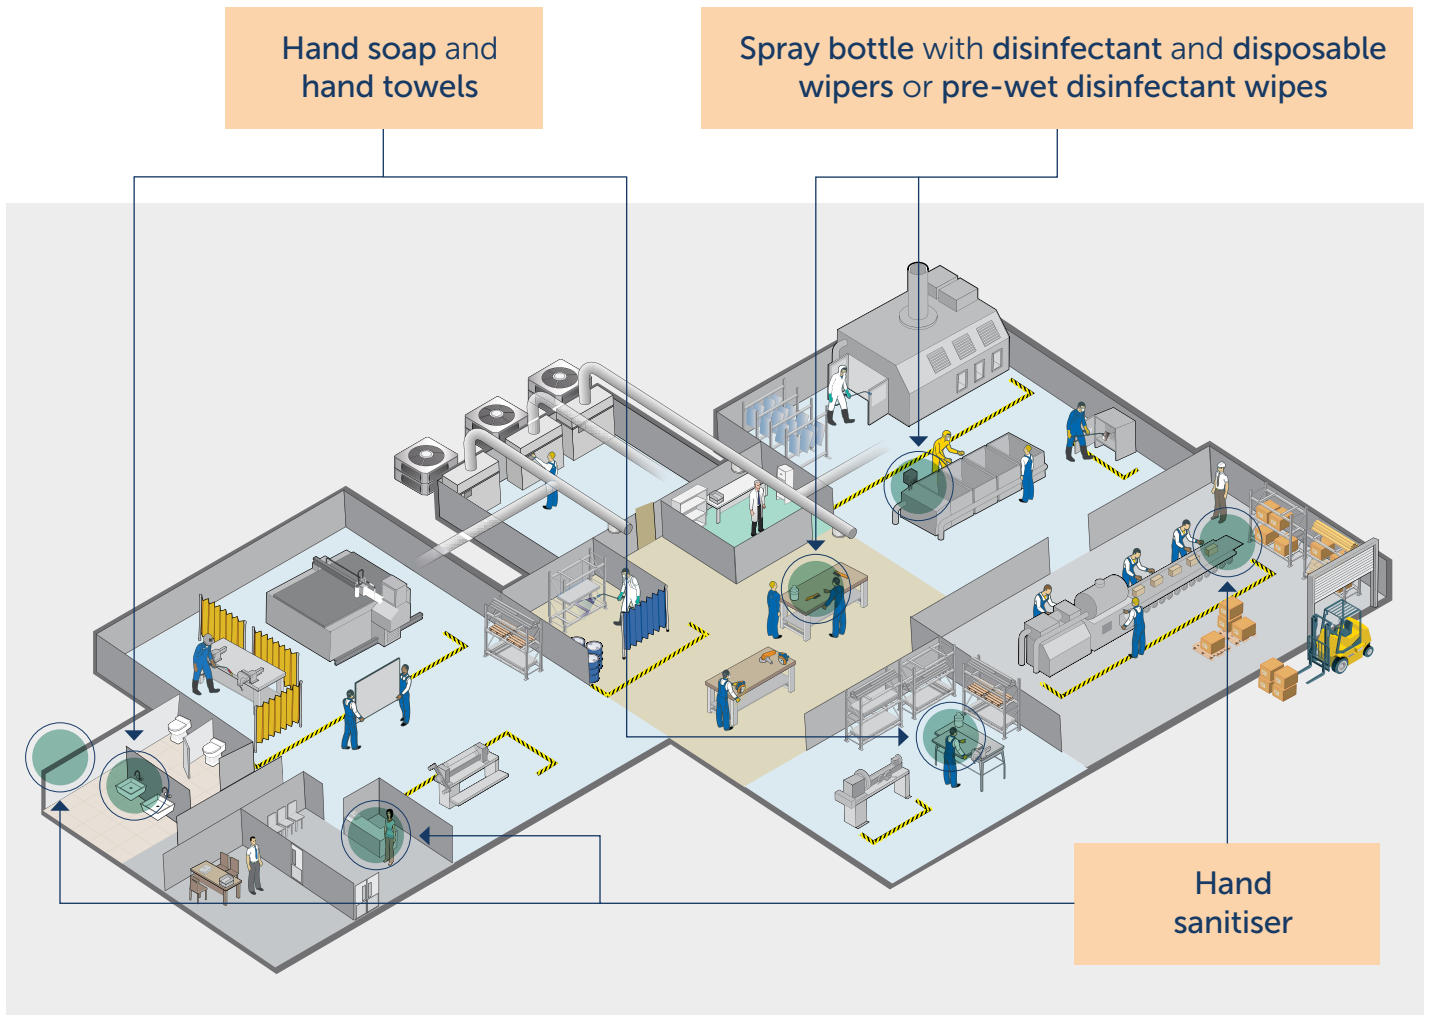 Hand soap and
hand towels
Spray bottle with disinfectant and disposable
wipers or pre-wet disinfectant wipes
Hand
sanitiser